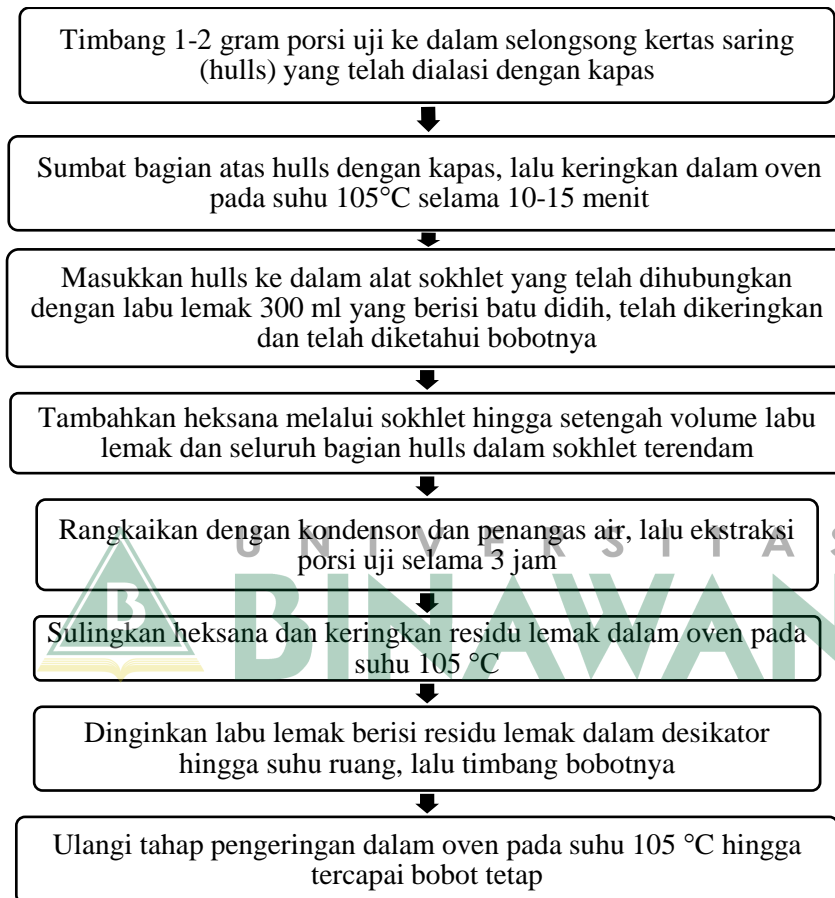 Timbang 1-2 gram porsi uji ke dalam selongsong kertas saring
(hulls) yang telah dialasi dengan kapas
Sumbat bagian atas hulls dengan kapas, lalu keringkan dalam oven
pada suhu 105°C selama 10-15 menit
Masukkan hulls ke dalam alat sokhlet yang telah dihubungkan
dengan labu lemak 300 ml yang berisi batu didih, telah dikeringkan
dan telah diketahui bobotnya
Tambahkan heksana melalui sokhlet hingga setengah volume labu
lemak dan seluruh bagian hulls dalam sokhlet terendam
Rangkaikan dengan kondensor dan penangas air, lalu ekstraksi
porsi uji selama 3 jam
UNIVERSITAS
B
BINAWAN
Sulingkan heksana dan keringkan residu lemak dalam oven pada
suhu 105 °C
Dinginkan labu lemak berisi residu lemak dalam desikator
hingga suhu ruang, lalu timbang bobotnya
Ulangi tahap pengeringan dalam oven pada suhu 105 °C hingga
tercapai bobot tetap